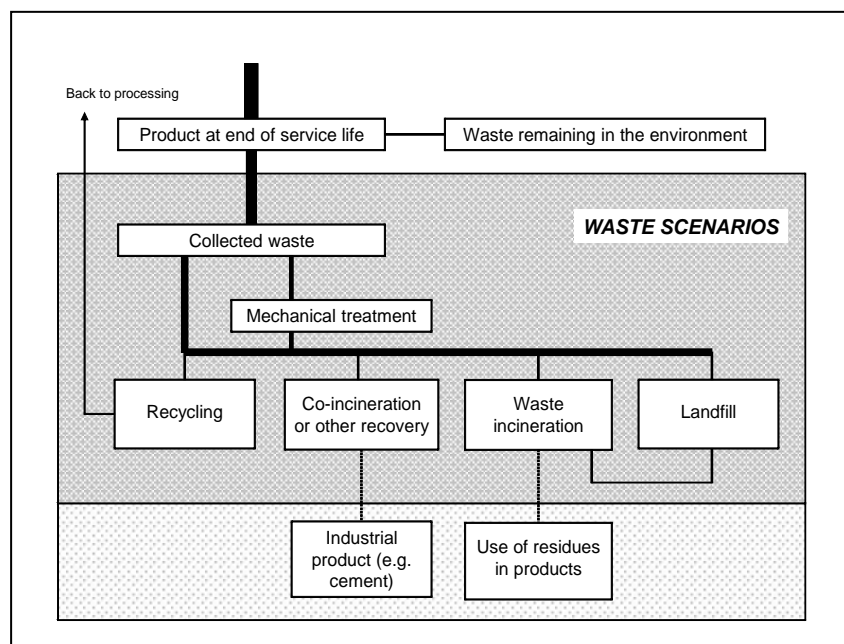 Back to processing
Product at end of service life
Waste remaining in the environment
WASTE SCENARIOS
Collected waste
Mechanical treatment
Recycling
Co-incineration
or other recovery
Waste
incineration
Landfill
Industrial
product (e.g.
cement)
Use of residues
in products